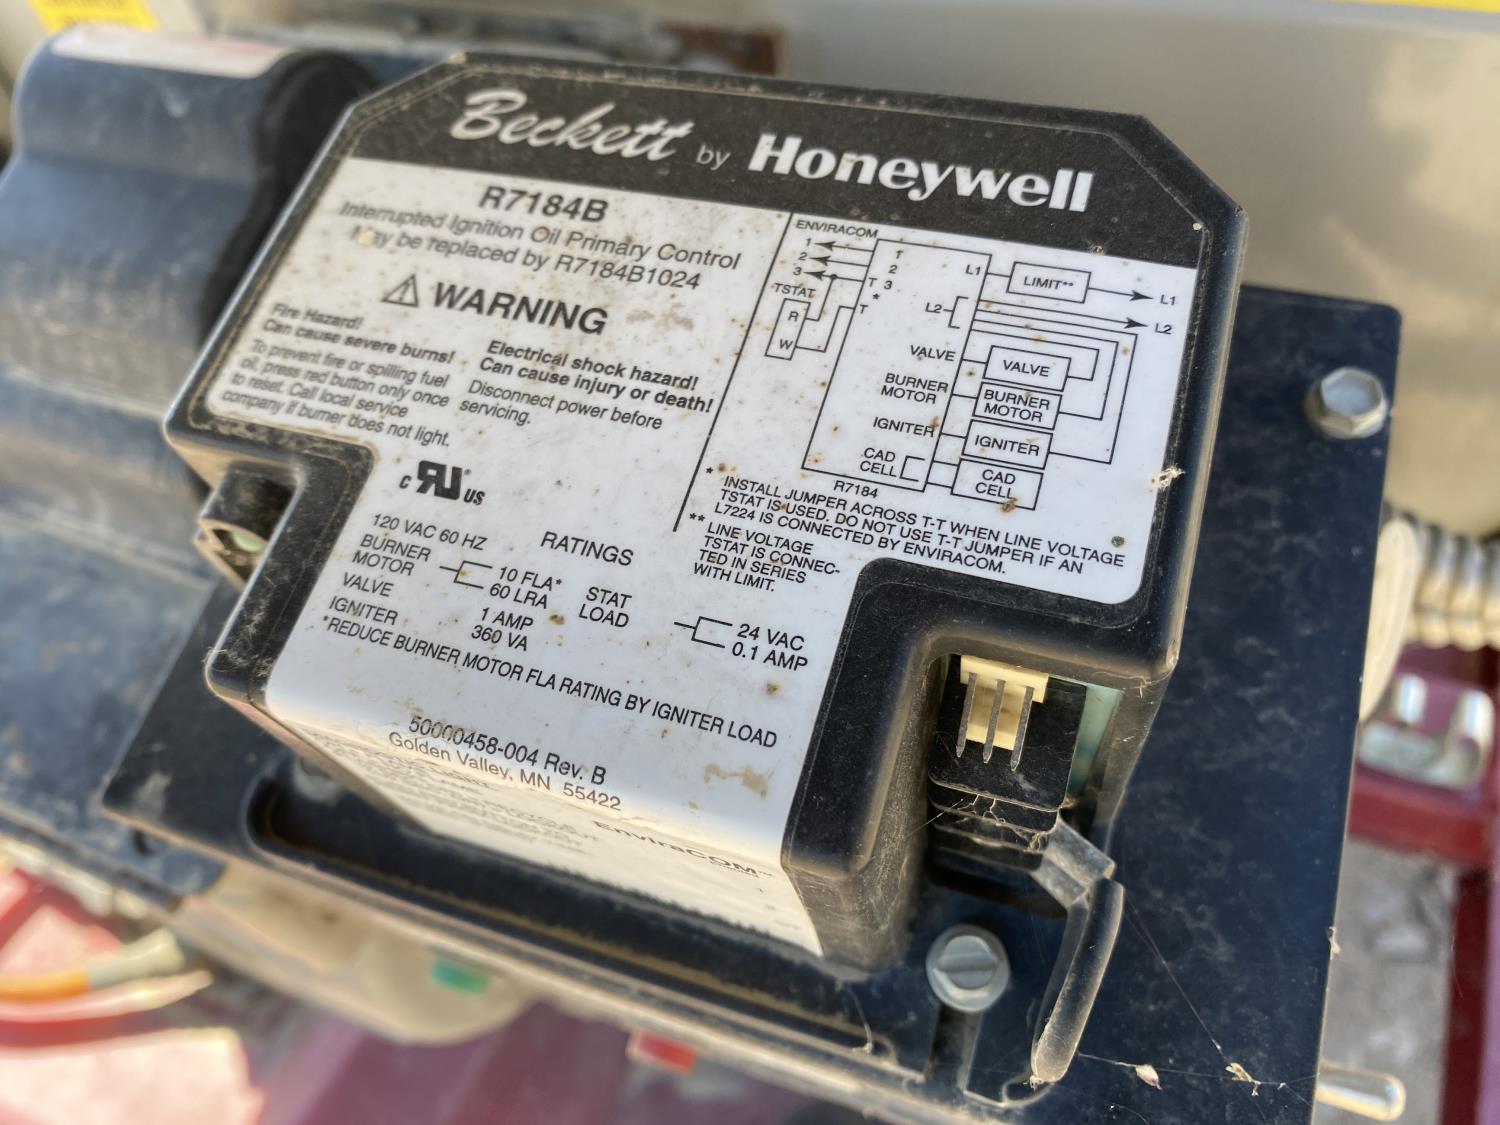 Beckett by Honeywell
R7184B
Interrupted Ignition Oil Primary Control
May be replaced by R7184B1024
WARNING
Fire Hazard!
Can cause severe burns!
To prevent fire or spilling fuel
oil, press red button only once
to reset. Call local service
company if burner does not light.
Electrical shock hazard!
Can cause injury or death!
Disconnect power before
servicing.
ENVIRACOM
1
2
3
TSTAT
R
W
1
2
T 3
*
T
L1
LIMIT**
L1
L2
L2
VALVE
VALVE
BURNER
MOTOR
BURNER
MOTOR
IGNITER
IGNITER
CAD
CELL
CAD
CELL
R7184
* INSTALL JUMPER ACROSS T-T WHEN LINE VOLTAGE
TSTAT IS USED. DO NOT USE T-T JUMPER IF AN
L7224 IS CONNECTED BY ENVIRACOM.
** LINE VOLTAGE
TSTAT IS CONNEC-
TED IN SERIES
WITH LIMIT.
c RU US
RATINGS
120 VAC 60 HZ
BURNER
MOTOR
10 FLA*
60 LRA
VALVE
1 AMP
IGNITER
360 VA
STAT
LOAD
24 VAC
0.1 AMP
*REDUCE BURNER MOTOR FLA RATING BY IGNITER LOAD
50000458-004 Rev. B
Golden Valley, MN 55422
EnviraCOM™